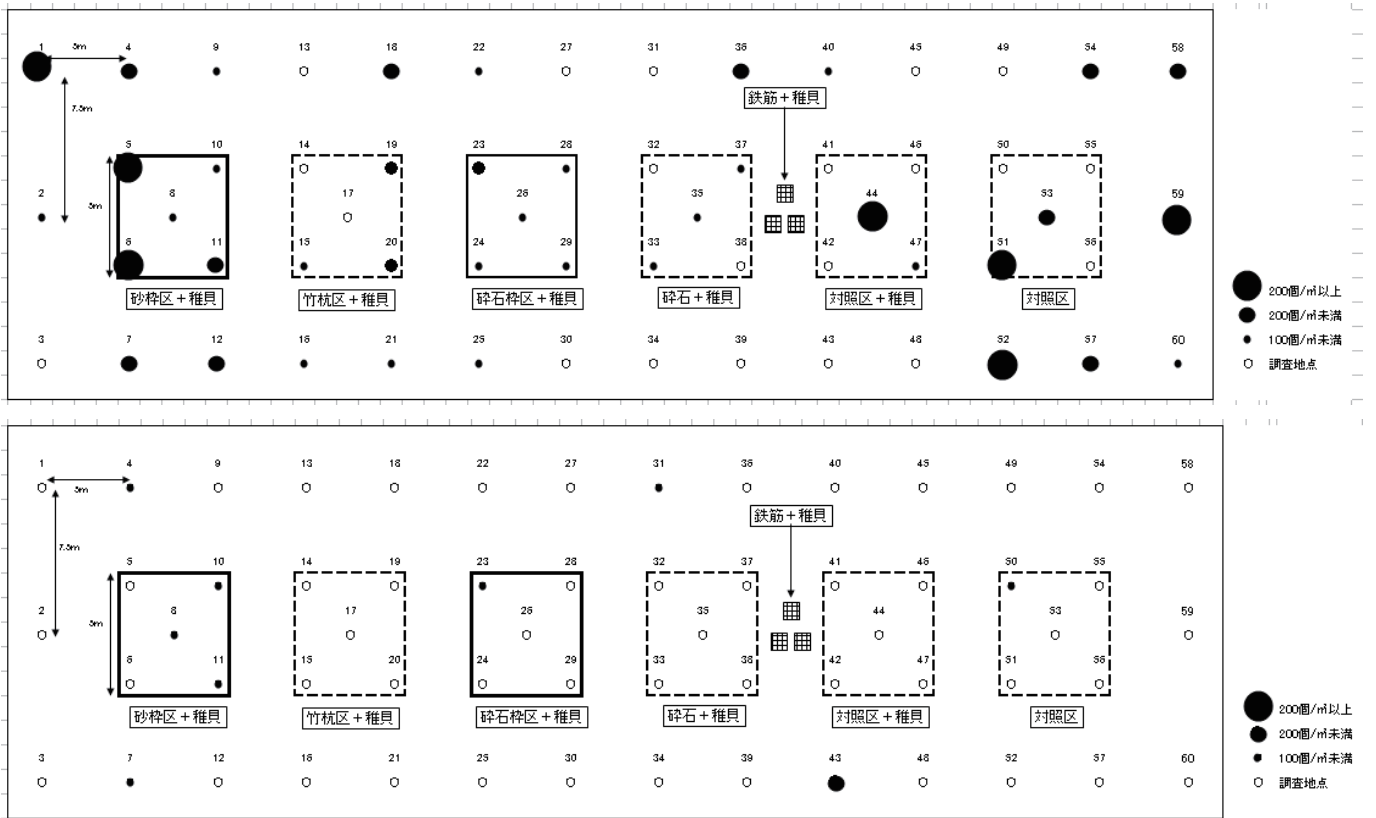 1 4 9 13 18 22 27 31 36 40 45 49 54 58
3m
7.5m
鉄筋+稚貝
5 10 14 19 23 28 32 37 41 46 50 55
2 8 17 26 35 44 53 59
5m
6 11 15 20 24 29 33 38 42 47 51 56
砂枠区+稚貝 竹杭区+稚貝 砕石枠区+稚貝 砕石+稚貝 対照区+稚貝 対照区
3 7 12 16 21 25 30 34 39 43 48 52 57 60
200個/㎡以上
200個/㎡未満
100個/㎡未満
調査地点
1 4 9 13 18 22 27 31 36 40 45 49 54 58
3m
7.5m
鉄筋+稚貝
5 10 14 19 23 28 32 37 41 46 50 55
2 8 17 26 35 44 53 59
5m
6 11 15 20 24 29 33 38 42 47 51 56
砂枠区+稚貝 竹杭区+稚貝 砕石枠区+稚貝 砕石+稚貝 対照区+稚貝 対照区
3 7 12 16 21 25 30 34 39 43 48 52 57 60
200個/㎡以上
200個/㎡未満
100個/㎡未満
調査地点